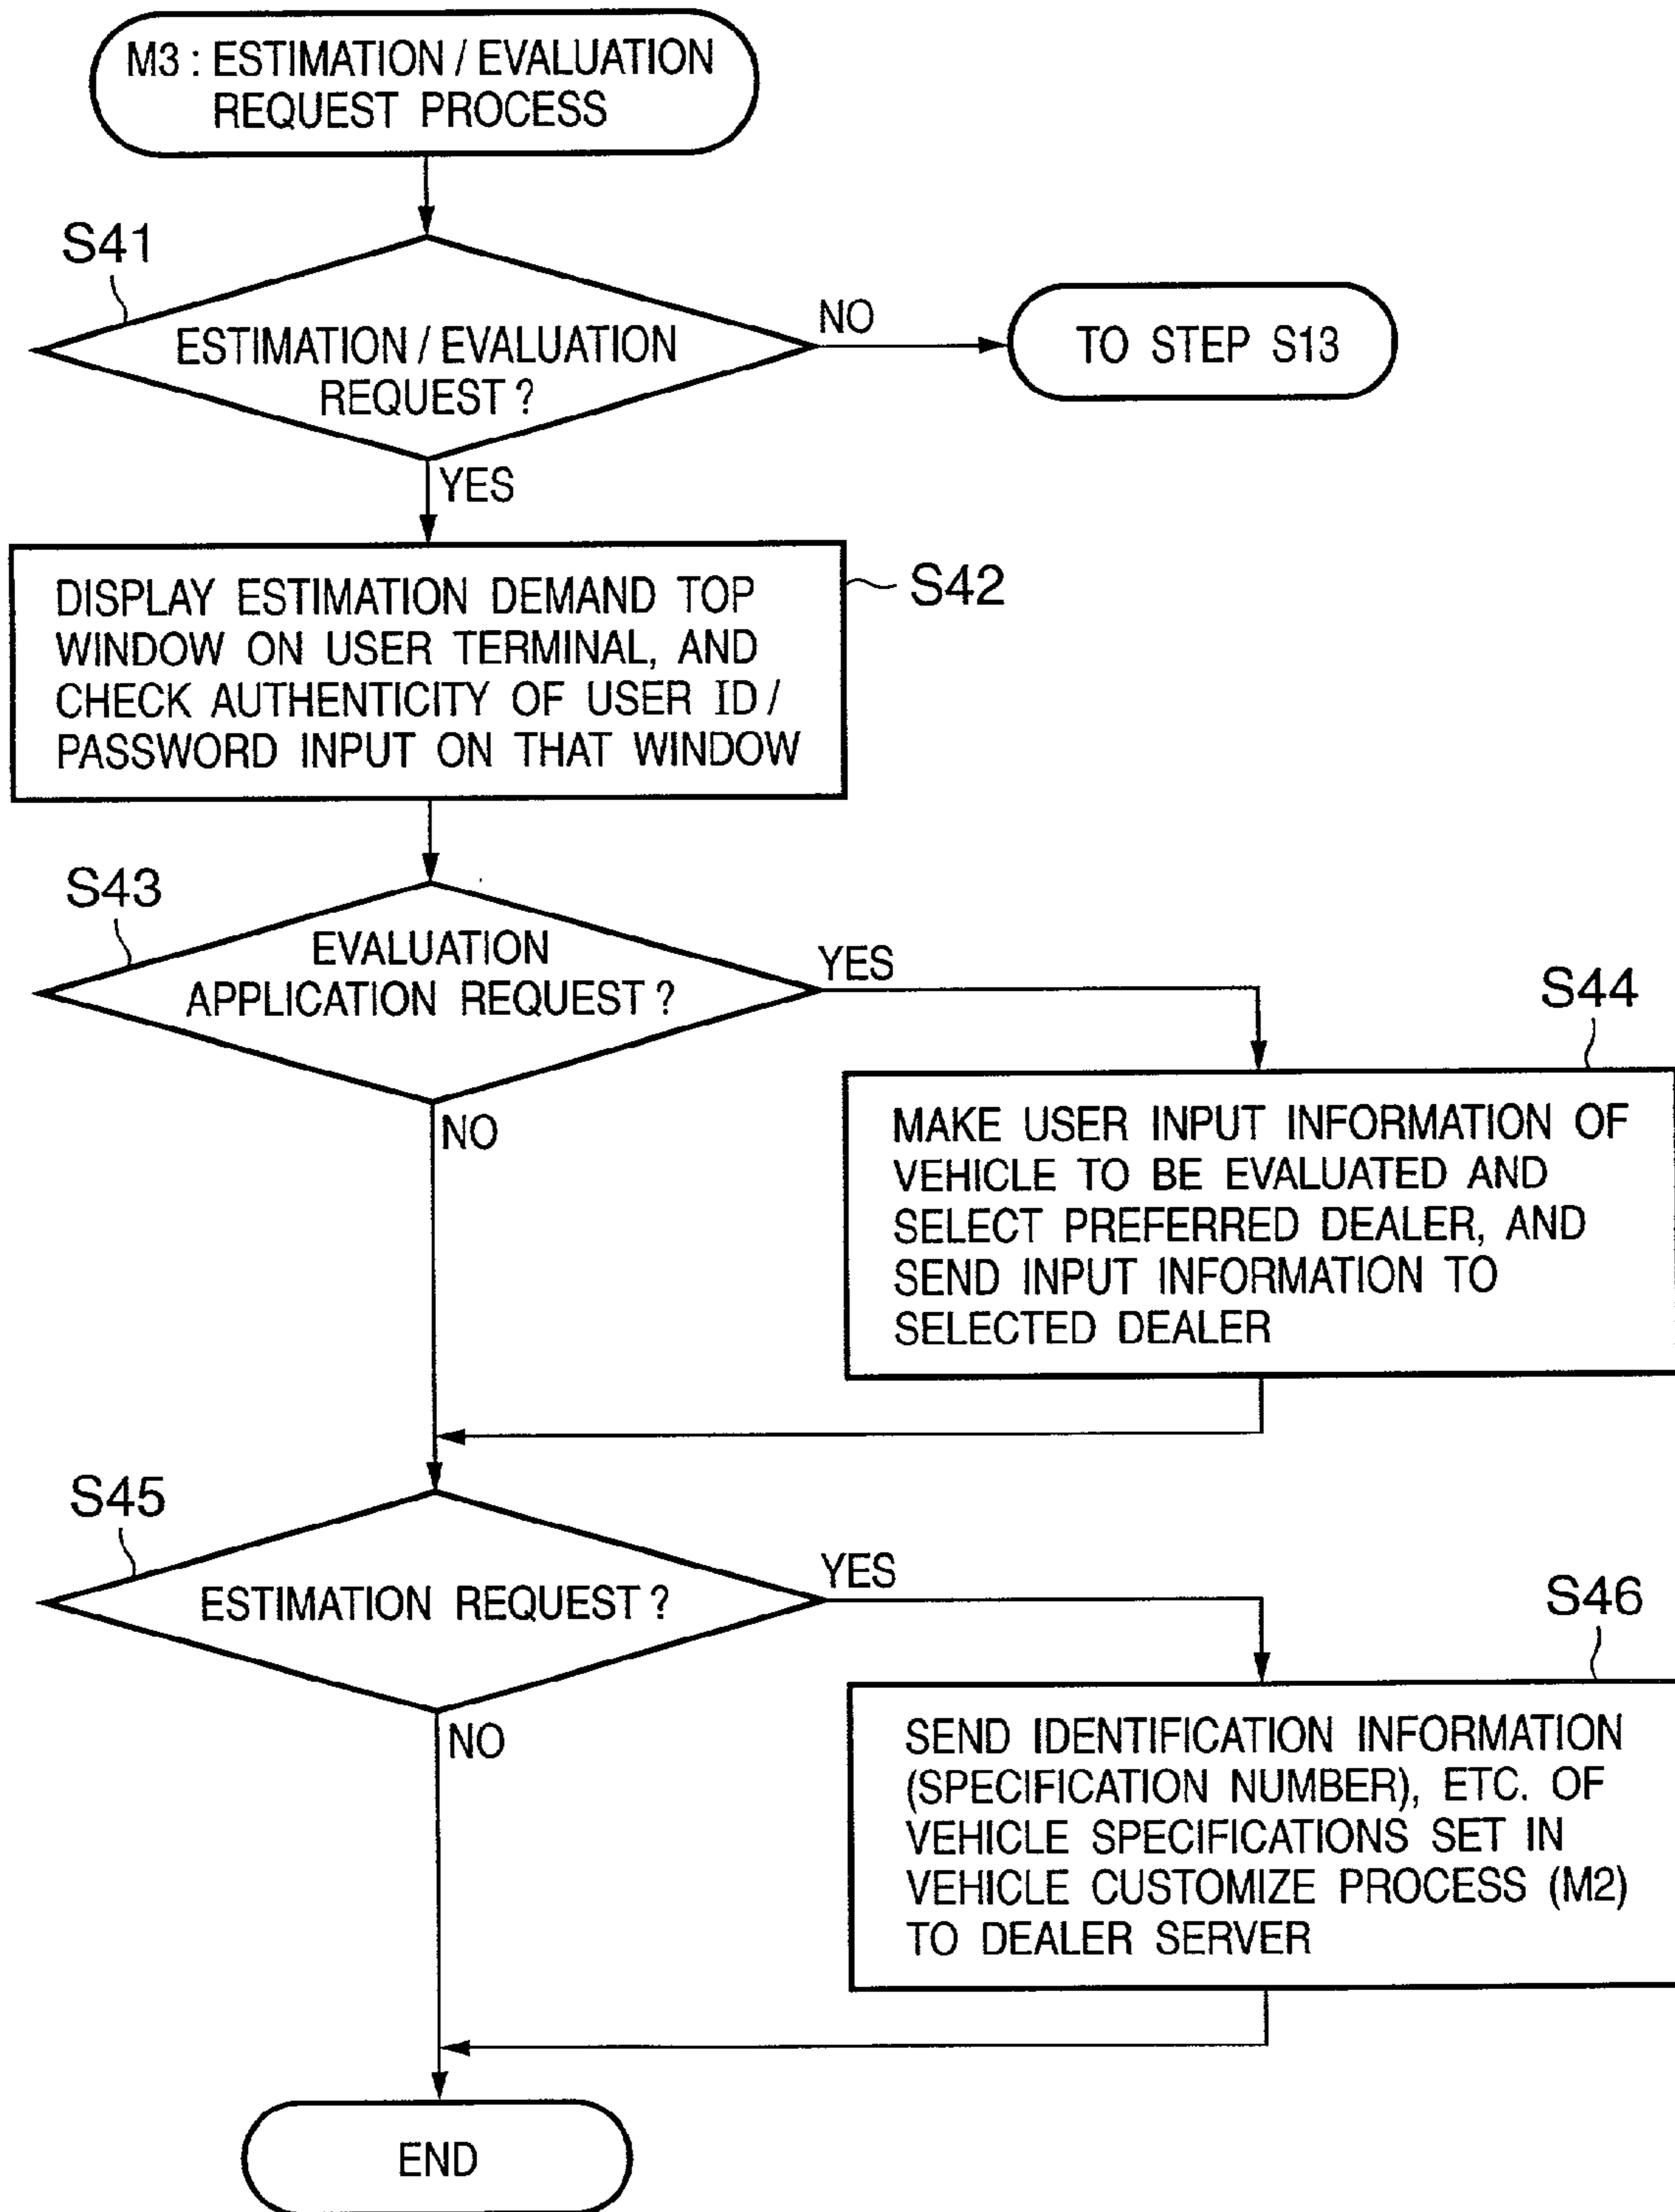 M3 : ESTIMATION / EVALUATION
REQUEST PROCESS
S41
ESTIMATION / EVALUATION
REQUEST ?
NO
TO STEP S13
YES
DISPLAY ESTIMATION DEMAND TOP
WINDOW ON USER TERMINAL, AND
CHECK AUTHENTICITY OF USER ID /
PASSWORD INPUT ON THAT WINDOW
S42
S43
EVALUATION
APPLICATION REQUEST ?
YES
NO
S44
MAKE USER INPUT INFORMATION OF
VEHICLE TO BE EVALUATED AND
SELECT PREFERRED DEALER, AND
SEND INPUT INFORMATION TO
SELECTED DEALER
S45
ESTIMATION REQUEST ?
YES
NO
S46
SEND IDENTIFICATION INFORMATION
(SPECIFICATION NUMBER), ETC. OF
VEHICLE SPECIFICATIONS SET IN
VEHICLE CUSTOMIZE PROCESS (M2)
TO DEALER SERVER
END